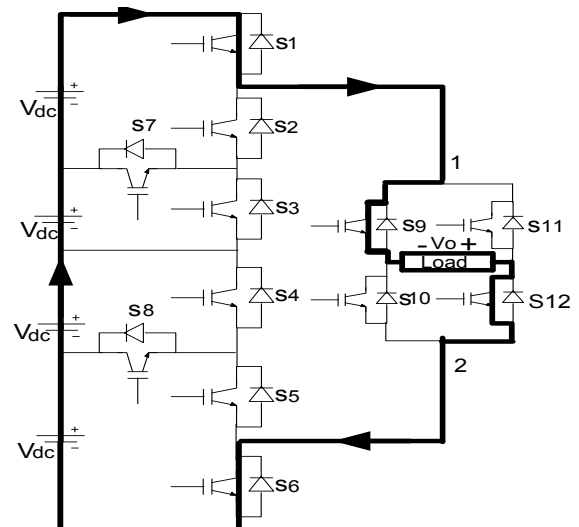 S1
Vdc
S7
S2
1
S3
Vdc
S9
S11
- Vo +
Load
S4
Vdc
S8
S10
S12
2
S5
Vdc
S6